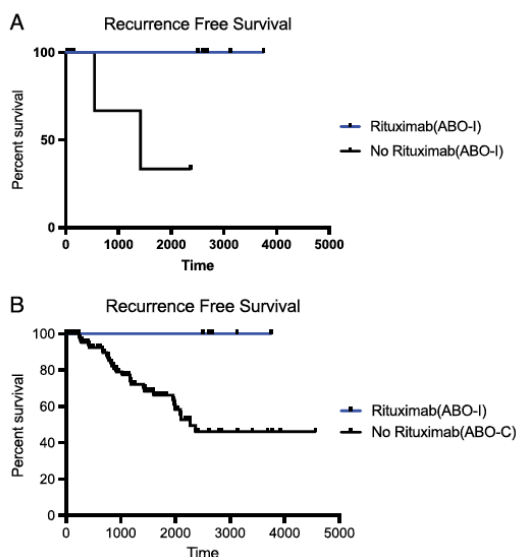 A
Recurrence Free Survival
Percent survival
100
50
0
0 1000 2000 3000 4000 5000
Time
Rituximab(ABO-I)
No Rituximab(ABO-I)
B
Recurrence Free Survival
Percent survival
100
80
60
40
20
0
0 1000 2000 3000 4000 5000
Time
Rituximab(ABO-I)
No Rituximab(ABO-C)